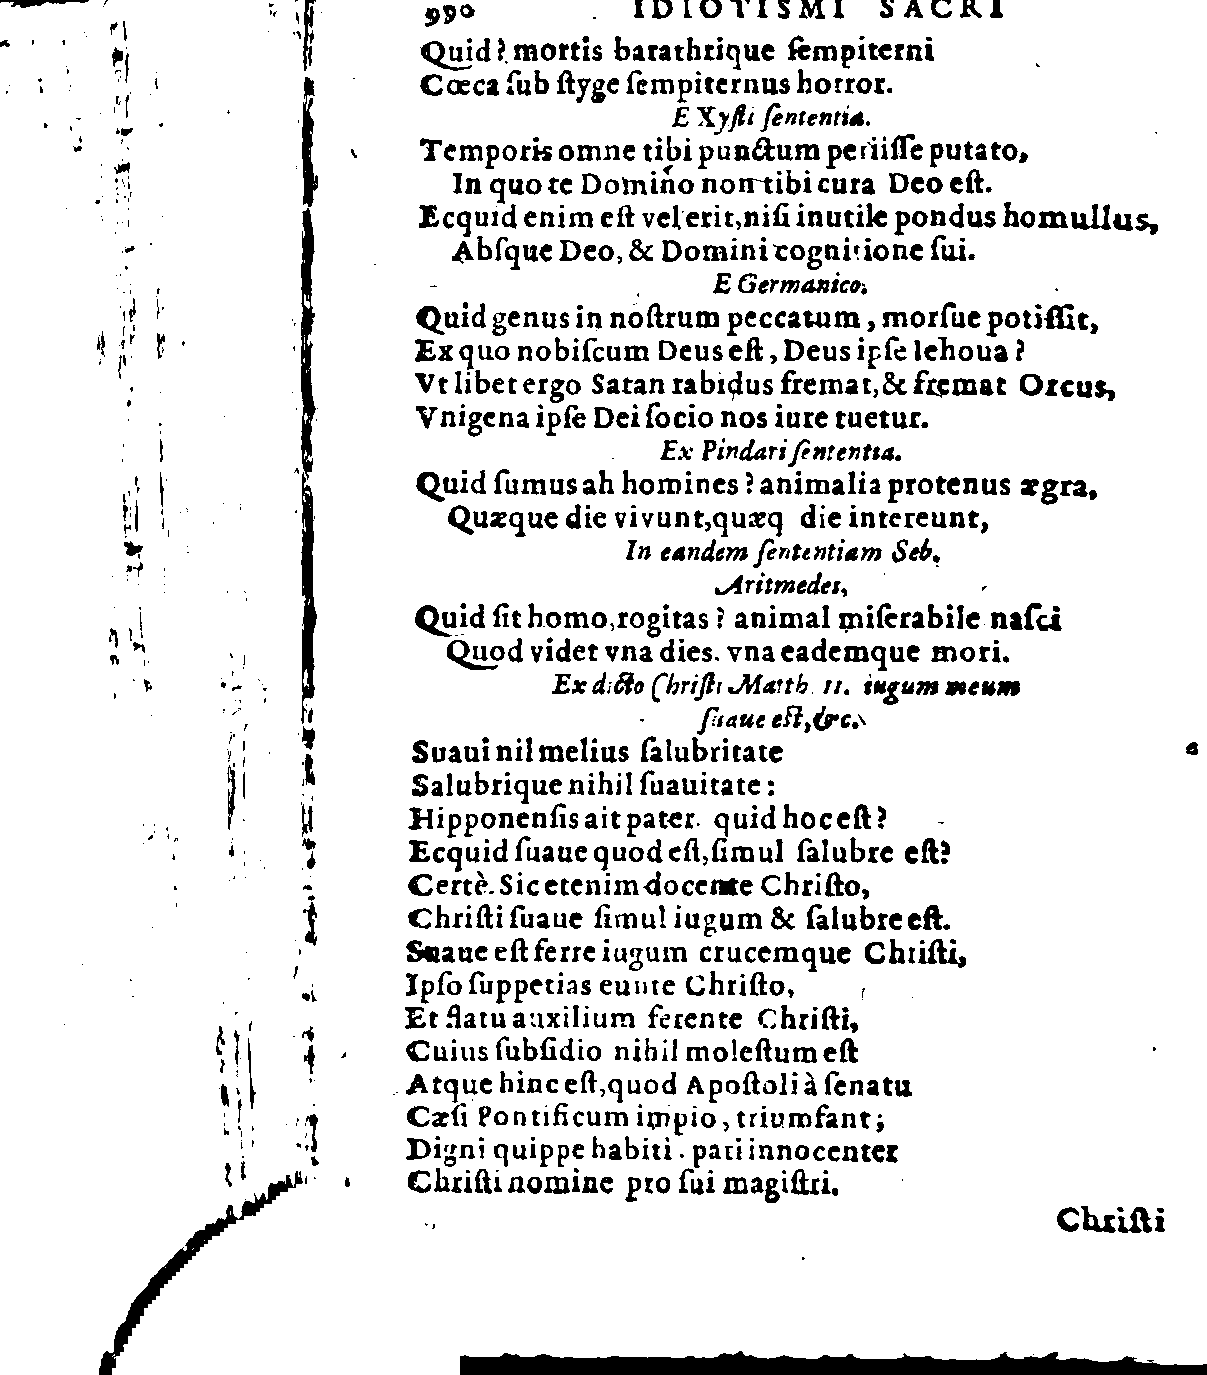 990 IDIOTISMI SACRI
Quid? mortis barathrique ſempiterni
Cœca ſub ſtyge ſempiternus horror.
E Xyſti ſententia.
Temporis omne tibi punctum periiſſe putato,
In quo te Domino non tibi cura Deo eſt.
Ecquid enim eſt vel erit, niſi inutile pondus homullus,
Abſque Deo, & Domini cognitione ſui.
E Germanico.
Quid genus in noſtrum peccatum, morſue potiſſit,
Ex quo nobiſcum Deus eſt, Deus ipſe Iehoua?
Vt libet ergo Satan rabidus fremat, & fremat Orcus,
Vnigena ipſe Dei ſocio nos iure tuetur.
Ex Pindari ſententia.
Quid ſumus ah homines? animalia protenus ægra,
Quæque die vivunt, quæq die intereunt,
In eandem ſententiam Seb.
Aritmedes,
Quid ſit homo, rogitas? animal miſerabile naſci
Quod videt vna dies. vna eademque mori.
Ex dicto Chriſti Matth. 11. iugum meum
ſuaue eſt, &c.
Suaui nil melius ſalubritate
Salubrique nihil ſuauitate:
Hipponenſis ait pater. quid hoc eſt?
Ecquid ſuaue quod eſt, ſimul ſalubre eſt?
Certè. Sic etenim docente Chriſto,
Chriſti ſuaue ſimul iugum & ſalubre eſt.
Suaue eſt ferre iugum crucemque Chriſti,
Ipſo ſuppetias eunte Chriſto,
Et flatu auxilium ferente Chriſti,
Cuius ſubſidio nihil moleſtum eſt
Atque hinc eſt, quod Apoſtoli à ſenatu
Cæſi Pontificum impio, triumfant;
Digni quippe habiti. pati innocenter
Chriſti nomine pro ſui magiſtri.
Chriſti